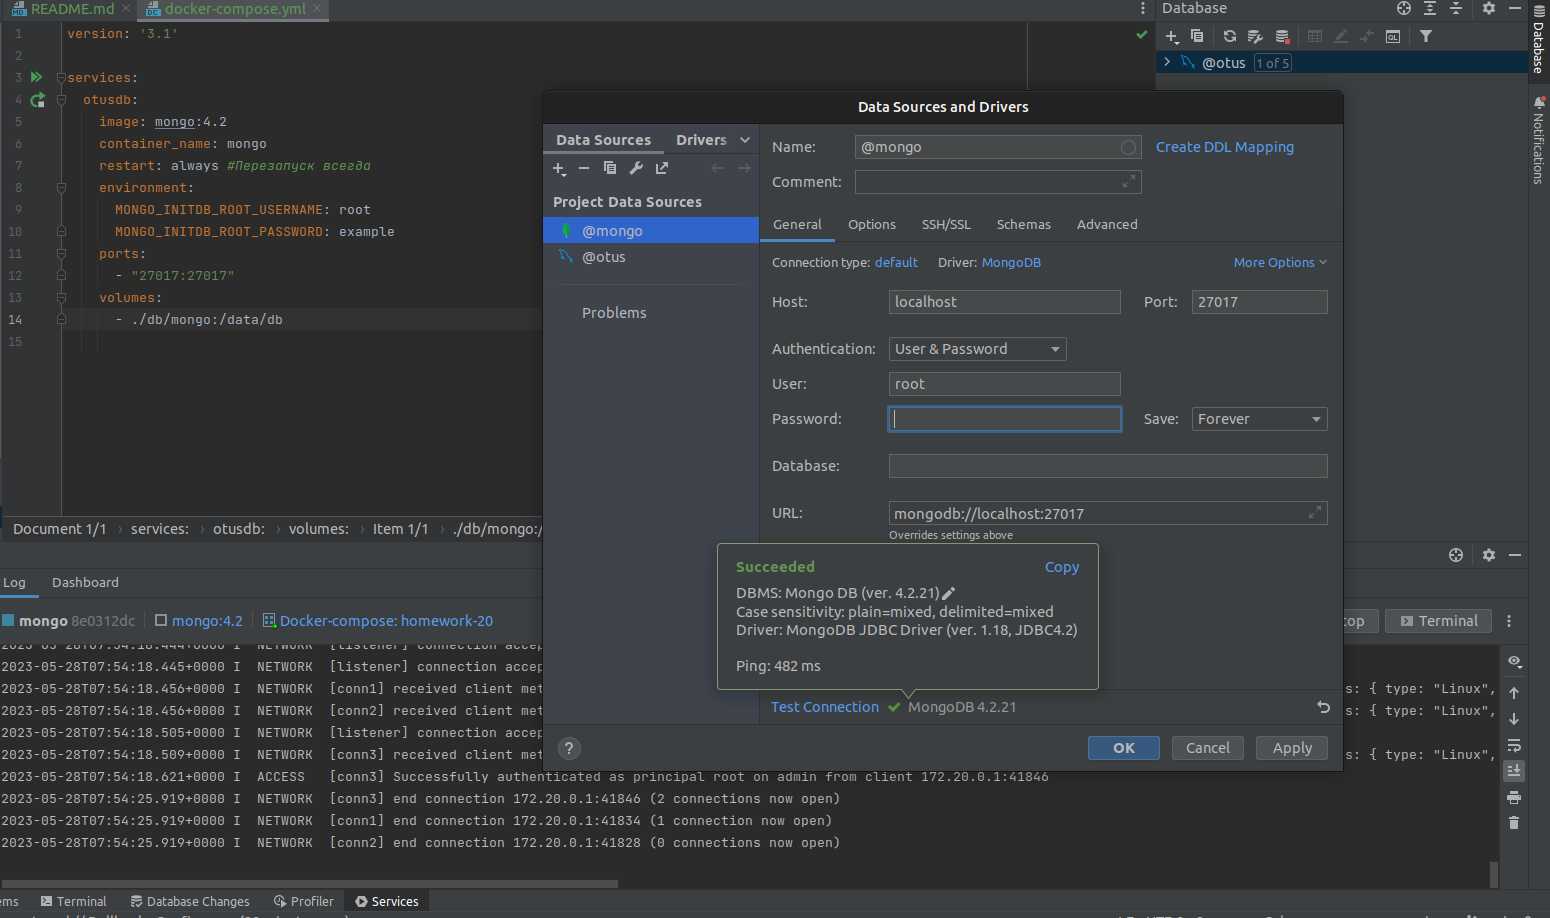 README.md
docker-compose.yml
1 version: '3.1'
2
3 services:
4 otusdb:
5 image: mongo:4.2
6 container_name: mongo
7 restart: always #Перезапуск всегда
8 environment:
9 MONGO_INITDB_ROOT_USERNAME: root
10 MONGO_INITDB_ROOT_PASSWORD: example
11 ports:
12 - "27017:27017"
13 volumes:
14 - ./db/mongo:/data/db
15
Document 1/1 › services: › otusdb: › volumes: › Item 1/1 › ./db/mongo:/
Database
@otus 1 of 5
Database
Notifications
Data Sources and Drivers
Data Sources Drivers
Project Data Sources
@mongo
@otus
Problems
Name: @mongo Create DDL Mapping
Comment:
General Options SSH/SSL Schemas Advanced
Connection type: default Driver: MongoDB More Options
Host: localhost Port: 27017
Authentication: User & Password
User: root
Password: Save: Forever
Database:
URL: mongodb://localhost:27017
Overrides settings above
Succeeded Copy
DBMS: Mongo DB (ver. 4.2.21)
Case sensitivity: plain=mixed, delimited=mixed
Driver: MongoDB JDBC Driver (ver. 1.18, JDBC4.2)
Ping: 482 ms
Test Connection MongoDB 4.2.21
? OK Cancel Apply
Log Dashboard
mongo 8e0312dc mongo:4.2 Docker-compose: homework-20 Terminal
2023-05-28T07:54:18.445+0000 I NETWORK [listener] connection accep
2023-05-28T07:54:18.456+0000 I NETWORK [conn1] received client met s: { type: "Linux",
2023-05-28T07:54:18.456+0000 I NETWORK [conn2] received client met s: { type: "Linux",
2023-05-28T07:54:18.505+0000 I NETWORK [listener] connection accep
2023-05-28T07:54:18.509+0000 I NETWORK [conn3] received client met s: { type: "Linux",
2023-05-28T07:54:18.621+0000 I ACCESS [conn3] Successfully authenticated as principal root on admin from client 172.20.0.1:41846
2023-05-28T07:54:25.919+0000 I NETWORK [conn3] end connection 172.20.0.1:41846 (2 connections now open)
2023-05-28T07:54:25.919+0000 I NETWORK [conn1] end connection 172.20.0.1:41834 (1 connection now open)
2023-05-28T07:54:25.919+0000 I NETWORK [conn2] end connection 172.20.0.1:41828 (0 connections now open)
ems Terminal Database Changes Profiler Services